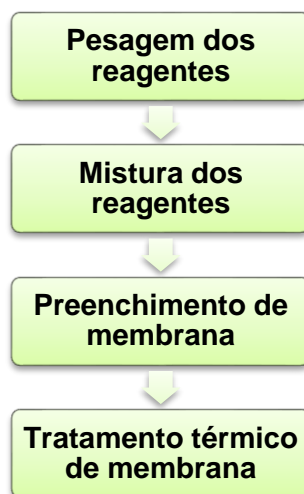 Pesagem dos
reagentes
Mistura dos
reagentes
Preenchimento de
membrana
Tratamento térmico
de membrana